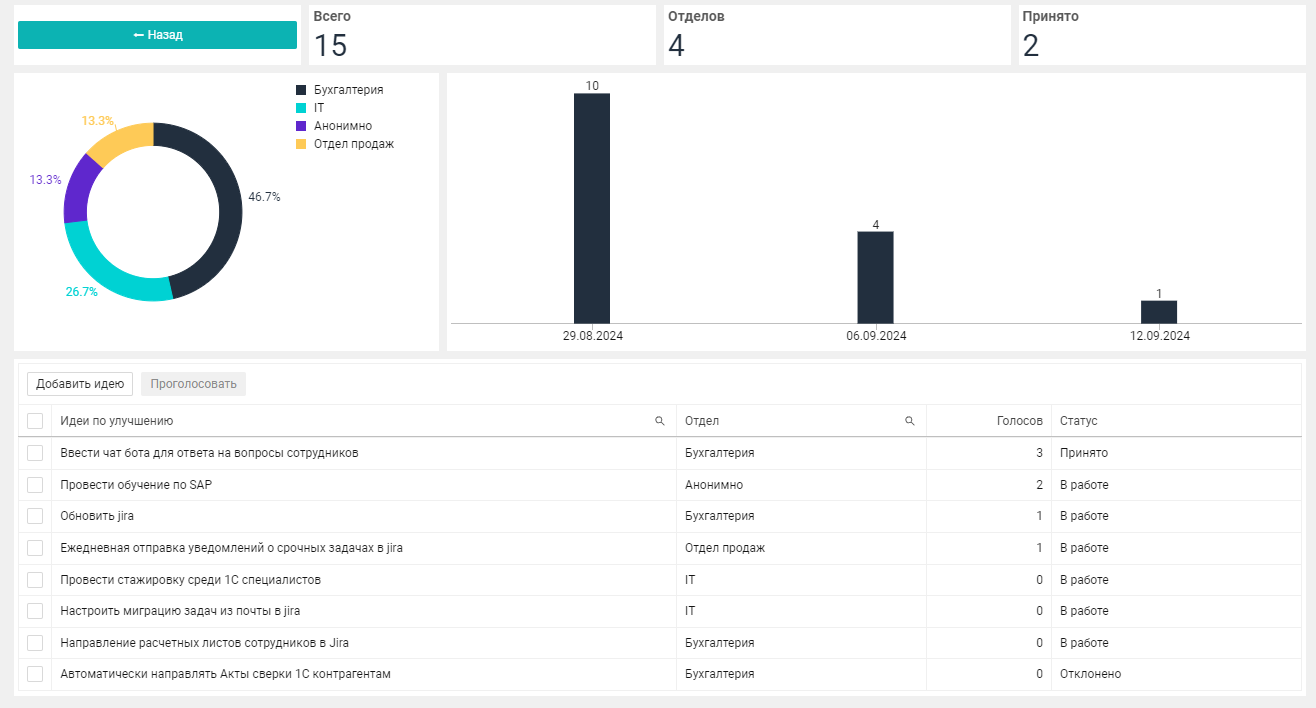 ← Назад
Всего
15
Отделов
4
Принято
2
Бухгалтерия
IT
Анонимно
Отдел продаж
13.3%
13.3%
46.7%
26.7%
10
4
1
29.08.2024
06.09.2024
12.09.2024
Добавить идею
Проголосовать
Идеи по улучшению Отдел Голосов Статус
Ввести чат бота для ответа на вопросы сотрудников Бухгалтерия 3 Принято
Провести обучение по SAP Анонимно 2 В работе
Обновить jira Бухгалтерия 1 В работе
Ежедневная отправка уведомлений о срочных задачах в jira Отдел продаж 1 В работе
Провести стажировку среди 1С специалистов IT 0 В работе
Настроить миграцию задач из почты в jira IT 0 В работе
Направление расчетных листов сотрудников в Jira Бухгалтерия 0 В работе
Автоматически направлять Акты сверки 1С контрагентам Бухгалтерия 0 Отклонено